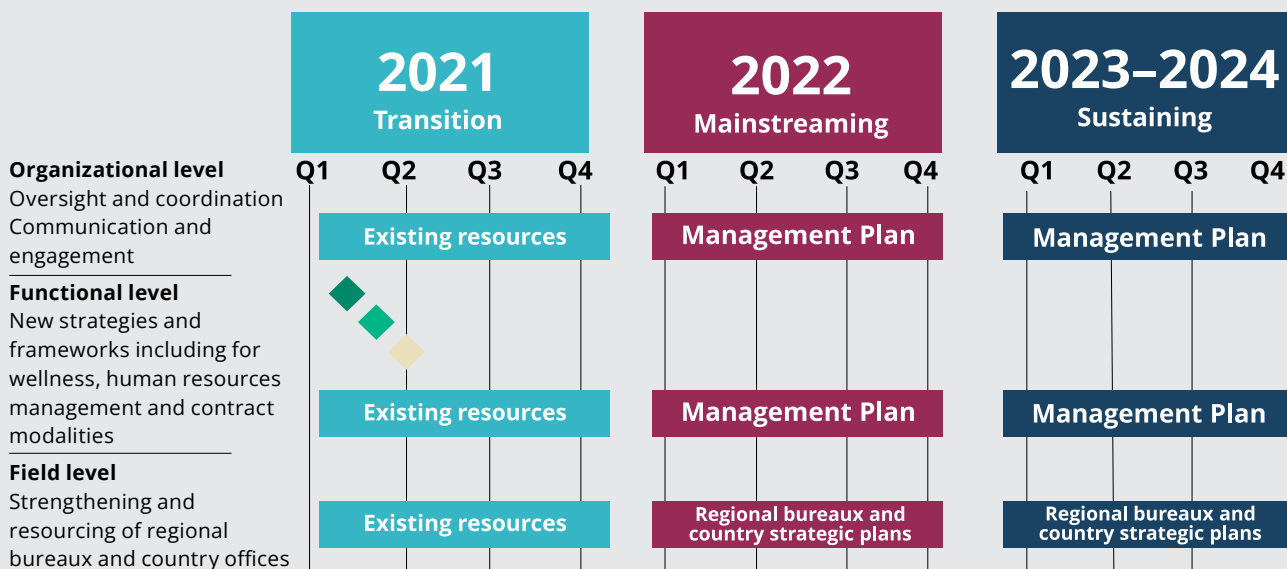 2021
Transition
2022
Mainstreaming
2023–2024
Sustaining
Q1 Q2 Q3 Q4
Q1 Q2 Q3 Q4
Q1 Q2 Q3 Q4
Organizational level
Oversight and coordination
Communication and
engagement
Existing resources
Management Plan
Management Plan
Functional level
New strategies and
frameworks including for
wellness, human resources
management and contract
modalities
Existing resources
Management Plan
Management Plan
Field level
Strengthening and
resourcing of regional
bureaux and country offices
Existing resources
Regional bureaux and
country strategic plans
Regional bureaux and
country strategic plans